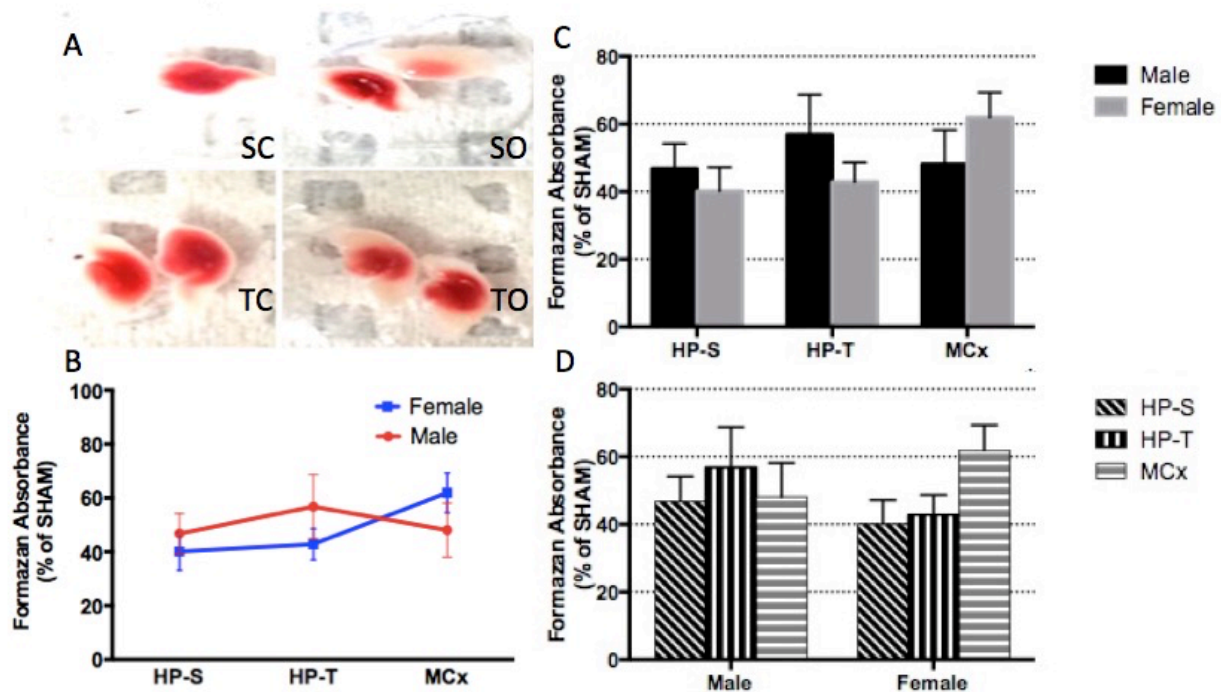 A
SC
SO
TC
TO
B
Formazan Absorbance
(% of SHAM)
100
80
60
40
20
0
Female
Male
HP-S
HP-T
MCx
C
Formazan Absorbance
(% of SHAM)
80
60
40
20
0
Male
Female
HP-S
HP-T
MCx
D
Formazan Absorbance
(% of SHAM)
80
60
40
20
0
HP-S
HP-T
MCx
Male
Female